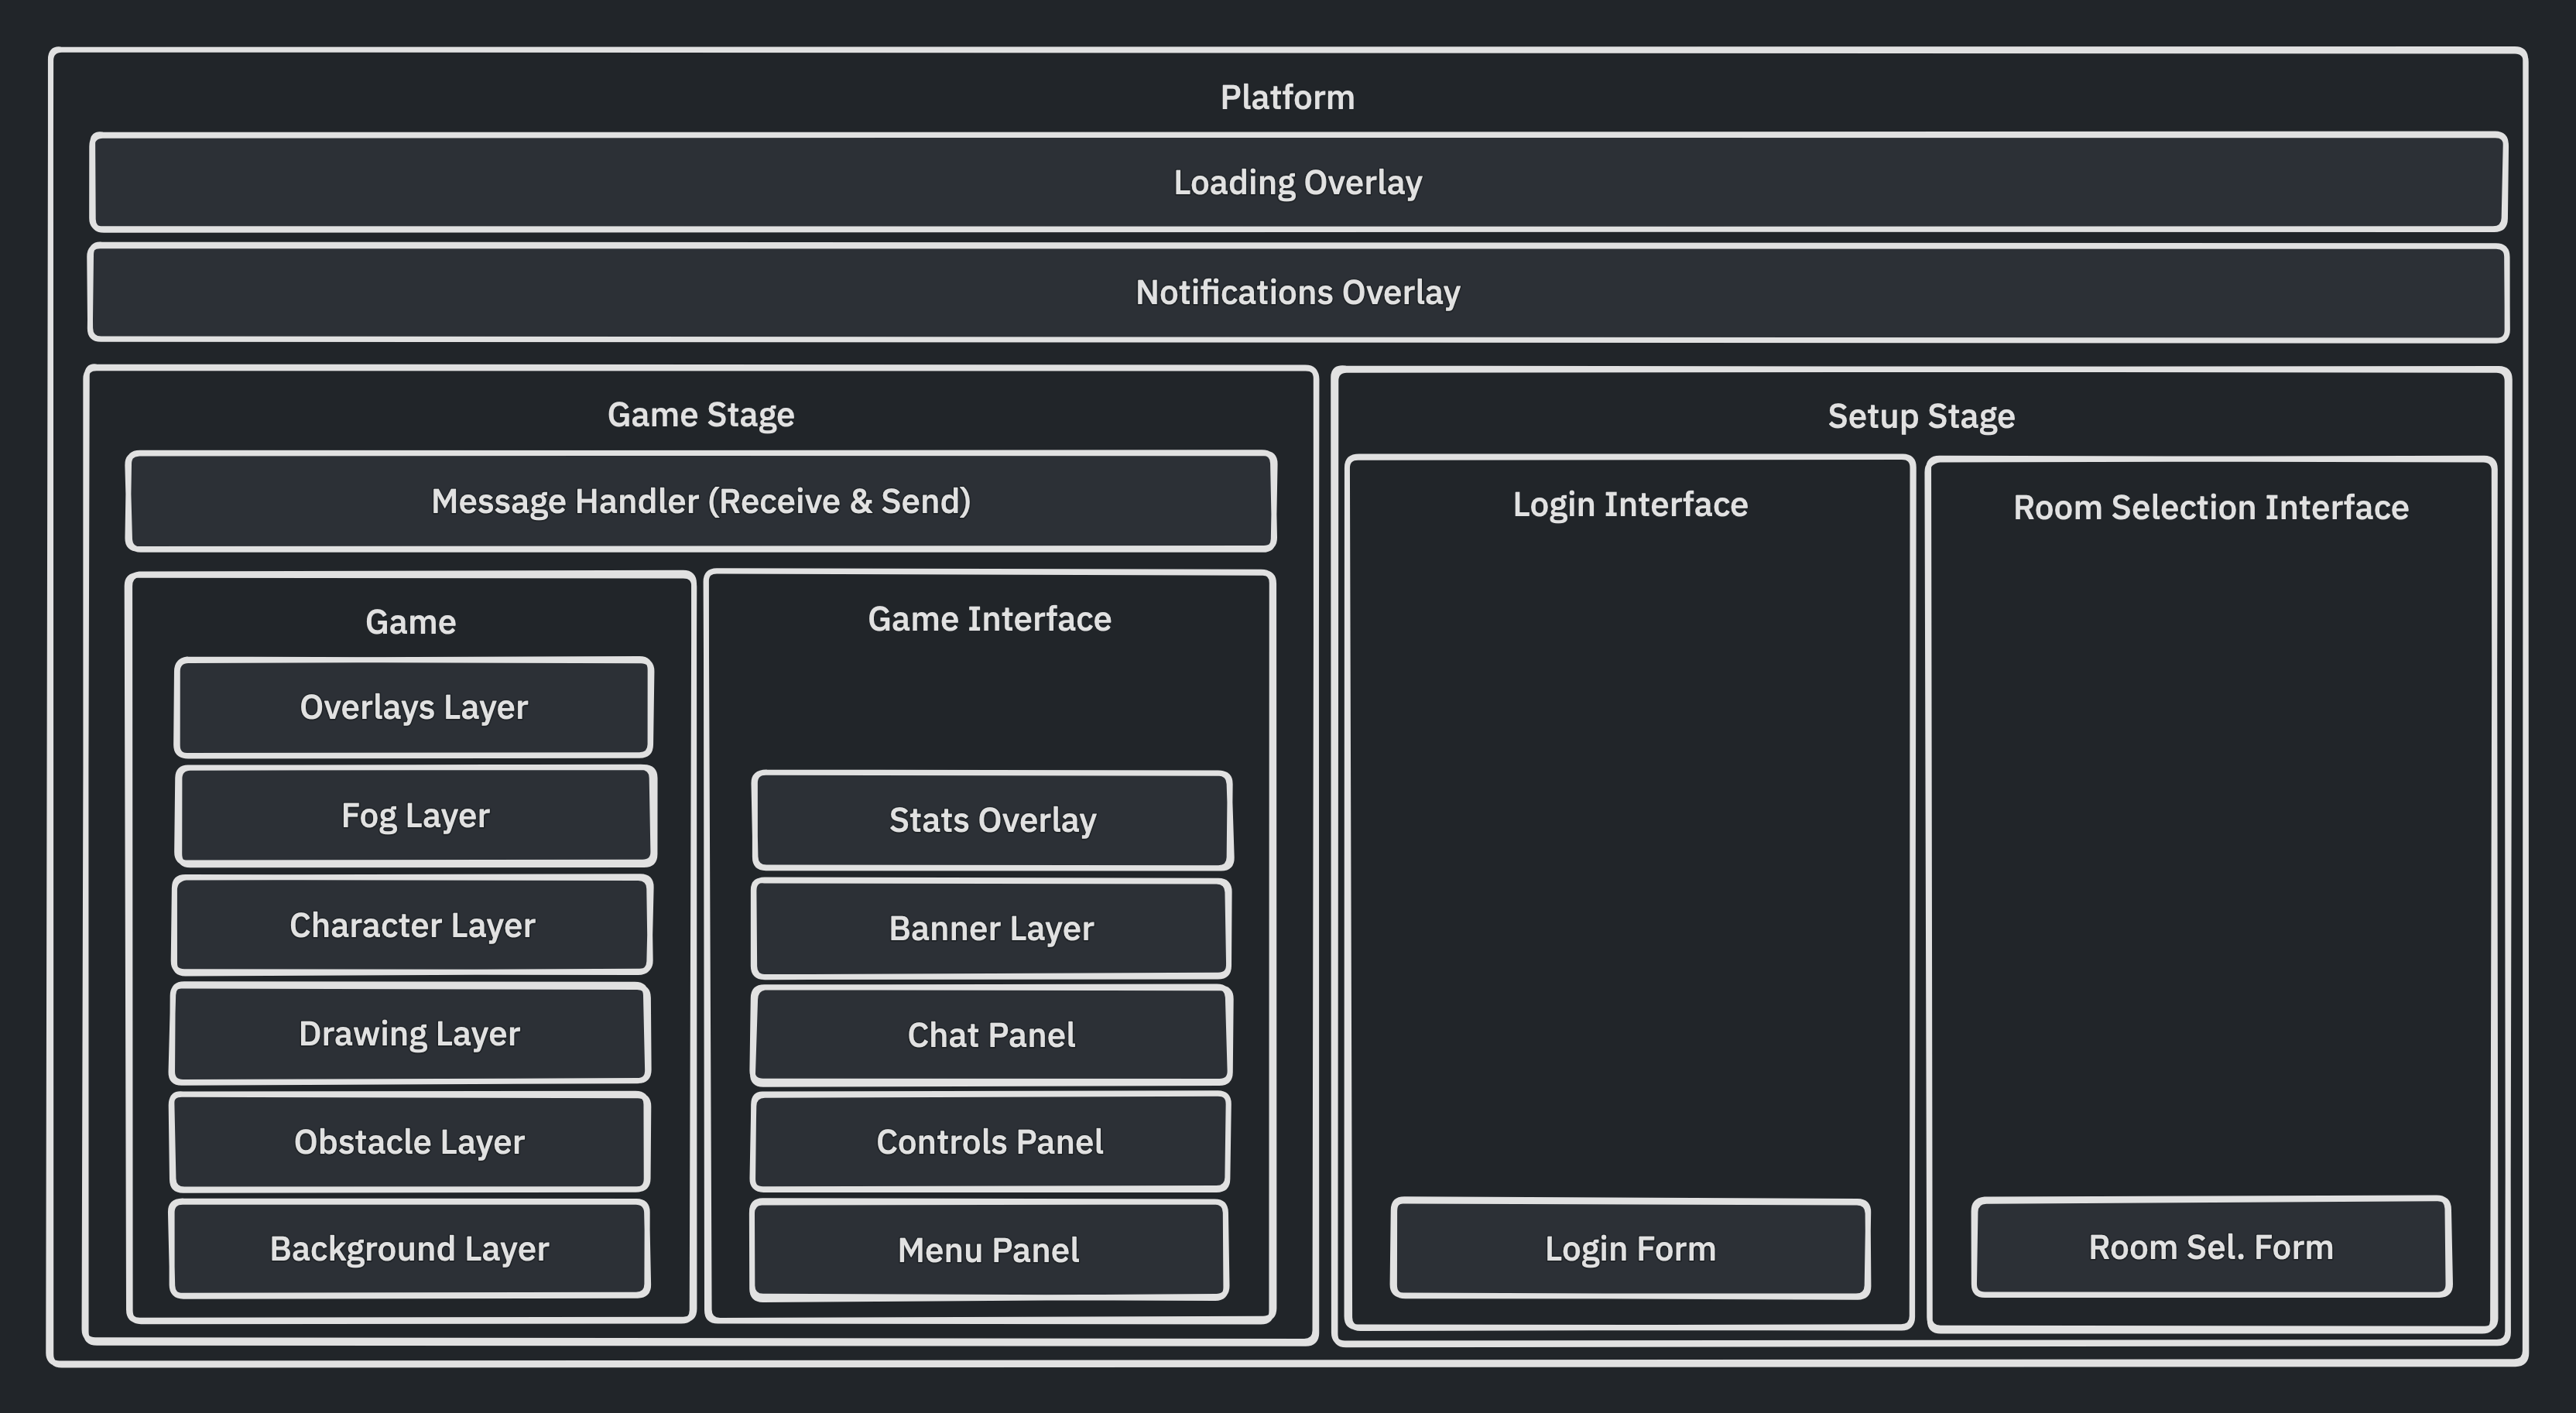 Platform
Loading Overlay
Notifications Overlay
Game Stage
Message Handler (Receive & Send)
Game
Overlays Layer
Fog Layer
Character Layer
Drawing Layer
Obstacle Layer
Background Layer
Game Interface
Stats Overlay
Banner Layer
Chat Panel
Controls Panel
Menu Panel
Setup Stage
Login Interface
Login Form
Room Selection Interface
Room Sel. Form